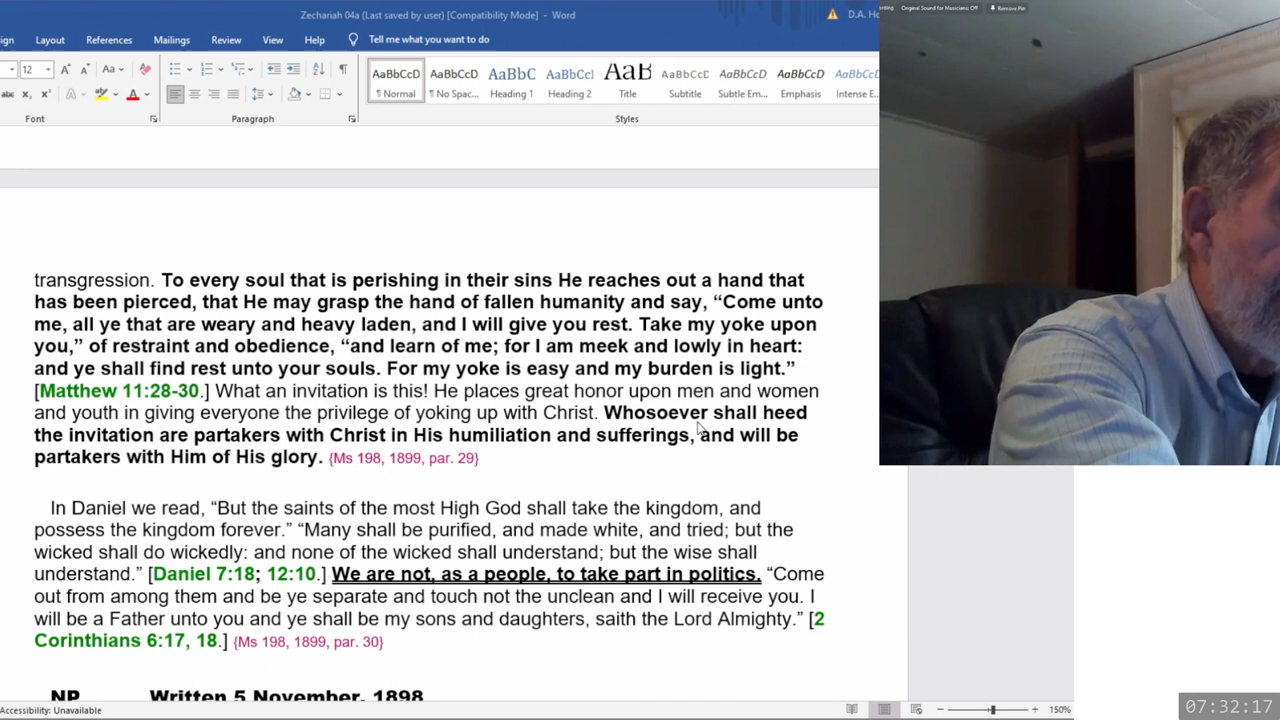 Zechariah 04a (Last saved by user) [Compatibility Mode] - Word
D.A. Ho
nting Original Sound for Musicians: Off Remove Pin
sign Layout References Mailings Review View Help Tell me what you want to do
12 Aa
AaBbCcD AaBbCcD AaBbC AaBbCcl AaB AaBbCcD AaBbCcD AaBbCcD AaBbCcD
¶ Normal ¶ No Spac... Heading 1 Heading 2 Title Subtitle Subtle Em... Emphasis Intense E...
Font Paragraph Styles
transgression. To every soul that is perishing in their sins He reaches out a hand that
has been pierced, that He may grasp the hand of fallen humanity and say, “Come unto
me, all ye that are weary and heavy laden, and I will give you rest. Take my yoke upon
you,” of restraint and obedience, “and learn of me; for I am meek and lowly in heart:
and ye shall find rest unto your souls. For my yoke is easy and my burden is light.”
[Matthew 11:28-30.] What an invitation is this! He places great honor upon men and women
and youth in giving everyone the privilege of yoking up with Christ. Whosoever shall heed
the invitation are partakers with Christ in His humiliation and sufferings, and will be
partakers with Him of His glory. {Ms 198, 1899, par. 29}
In Daniel we read, “But the saints of the most High God shall take the kingdom, and
possess the kingdom forever.” “Many shall be purified, and made white, and tried; but the
wicked shall do wickedly: and none of the wicked shall understand; but the wise shall
understand.” [Daniel 7:18; 12:10.] We are not, as a people, to take part in politics. “Come
out from among them and be ye separate and touch not the unclean and I will receive you. I
will be a Father unto you and ye shall be my sons and daughters, saith the Lord Almighty.” [2
Corinthians 6:17, 18.] {Ms 198, 1899, par. 30}
NP Written 5 November, 1898
Accessibility: Unavailable
150%
07:32:17